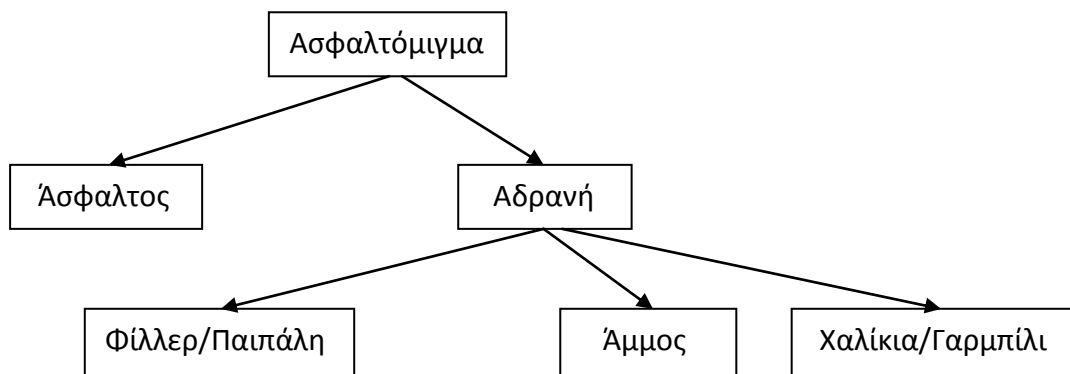 Ασφαλτόμιγμα
Άσφαλτος
Αδρανή
Φίλλερ/Παιπάλη
Άμμος
Χαλίκια/Γαρμπίλι